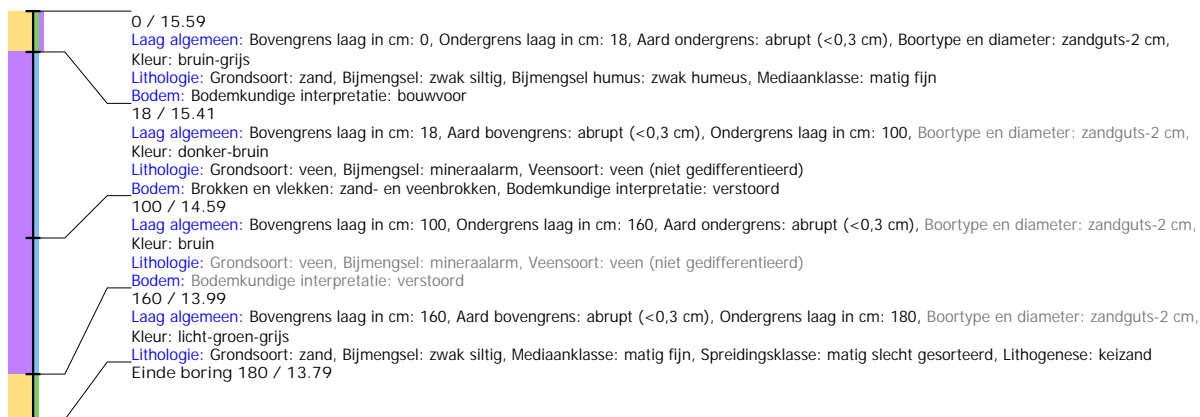 0 / 15.59
Laag algemeen: Bovengrens laag in cm: 0, Ondergrens laag in cm: 18, Aard ondergrens: abrupt (<0,3 cm), Boortype en diameter: zandguts-2 cm,
Kleur: bruin-grijs
Lithologie: Grondsoort: zand, Bijmengsel: zwak siltig, Bijmengsel humus: zwak humeus, Mediaanklasse: matig fijn
Bodem: Bodemkundige interpretatie: bouwvoor
18 / 15.41
Laag algemeen: Bovengrens laag in cm: 18, Aard bovengrens: abrupt (<0,3 cm), Ondergrens laag in cm: 100, Boortype en diameter: zandguts-2 cm,
Kleur: donker-bruin
Lithologie: Grondsoort: veen, Bijmengsel: mineraalarm, Veensoort: veen (niet gedifferentieerd)
Bodem: Brokken en vlekken: zand- en veenbrokken, Bodemkundige interpretatie: verstoord
100 / 14.59
Laag algemeen: Bovengrens laag in cm: 100, Ondergrens laag in cm: 160, Aard ondergrens: abrupt (<0,3 cm), Boortype en diameter: zandguts-2 cm,
Kleur: bruin
Lithologie: Grondsoort: veen, Bijmengsel: mineraalarm, Veensoort: veen (niet gedifferentieerd)
Bodem: Bodemkundige interpretatie: verstoord
160 / 13.99
Laag algemeen: Bovengrens laag in cm: 160, Aard bovengrens: abrupt (<0,3 cm), Ondergrens laag in cm: 180, Boortype en diameter: zandguts-2 cm,
Kleur: licht-groen-grijs
Lithologie: Grondsoort: zand, Bijmengsel: zwak siltig, Mediaanklasse: matig fijn, Spreidingsklasse: matig slecht gesorteerd, Lithogenese: keizand
Einde boring 180 / 13.79